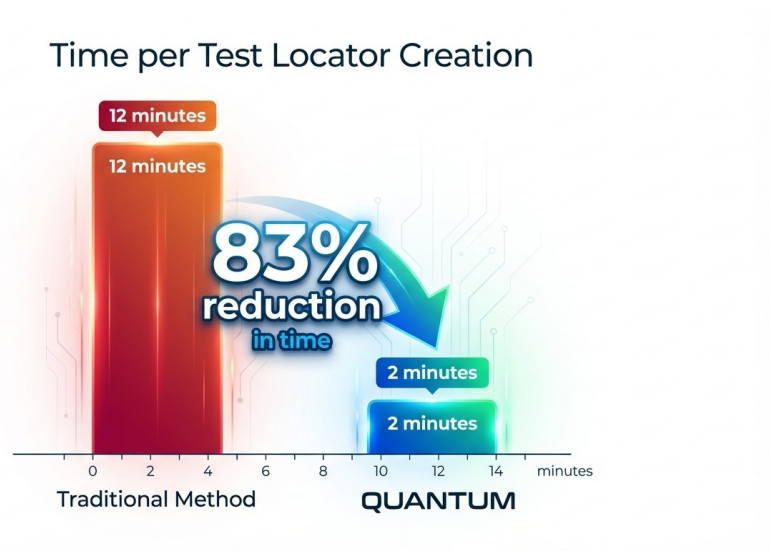 Time per Test Locator Creation
12 minutes
12 minutes
83%
reduction
in time
2 minutes
2 minutes
0 2 4 6 8 10 12 14 minutes
Traditional Method QUANTUM